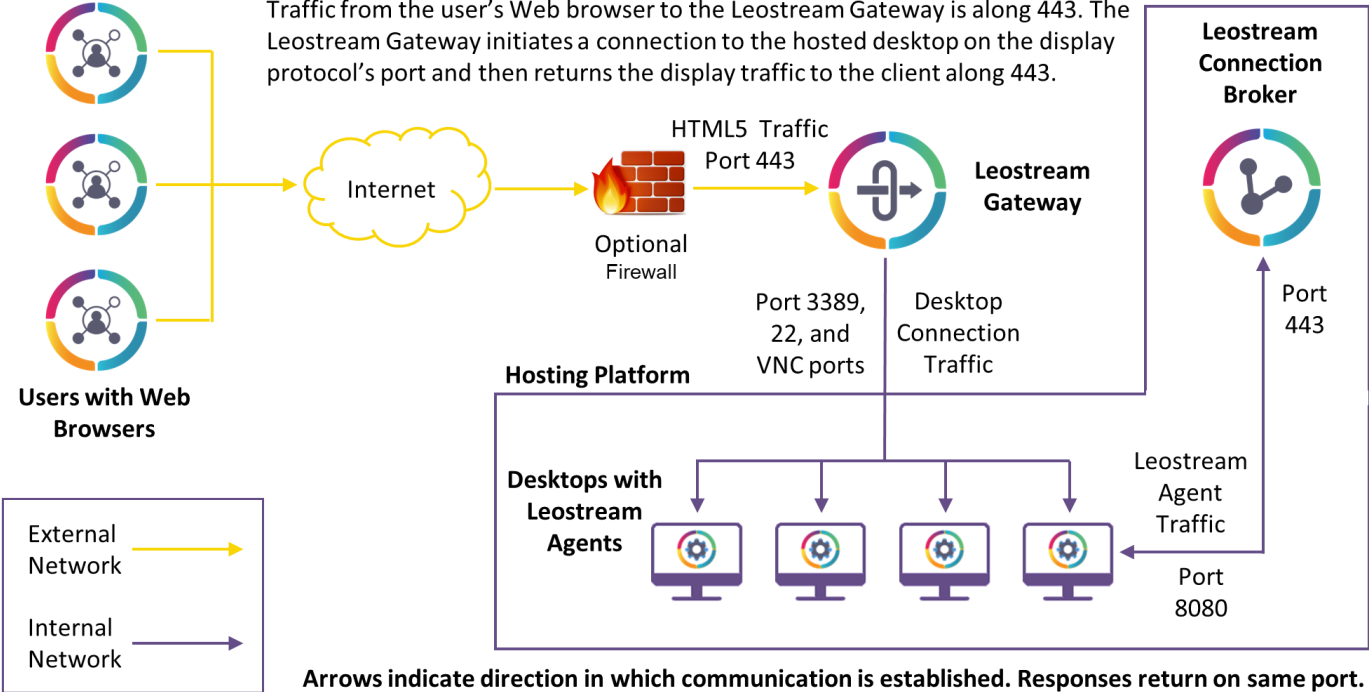 Traffic from the user's Web browser to the Leostream Gateway is along 443. The
Leostream Gateway initiates a connection to the hosted desktop on the display
protocol's port and then returns the display traffic to the client along 443.
Leostream
Connection
Broker
HTML5 Traffic
Port 443
Internet
Leostream
Gateway
Optional
Firewall
Port 3389,
22, and
VNC ports
Desktop
Connection
Traffic
Port
443
Users with Web
Browsers
Hosting Platform
Desktops with
Leostream
Agents
Leostream
Agent
Traffic
Port
8080
External
Network
Internal
Network
Arrows indicate direction in which communication is established. Responses return on same port.